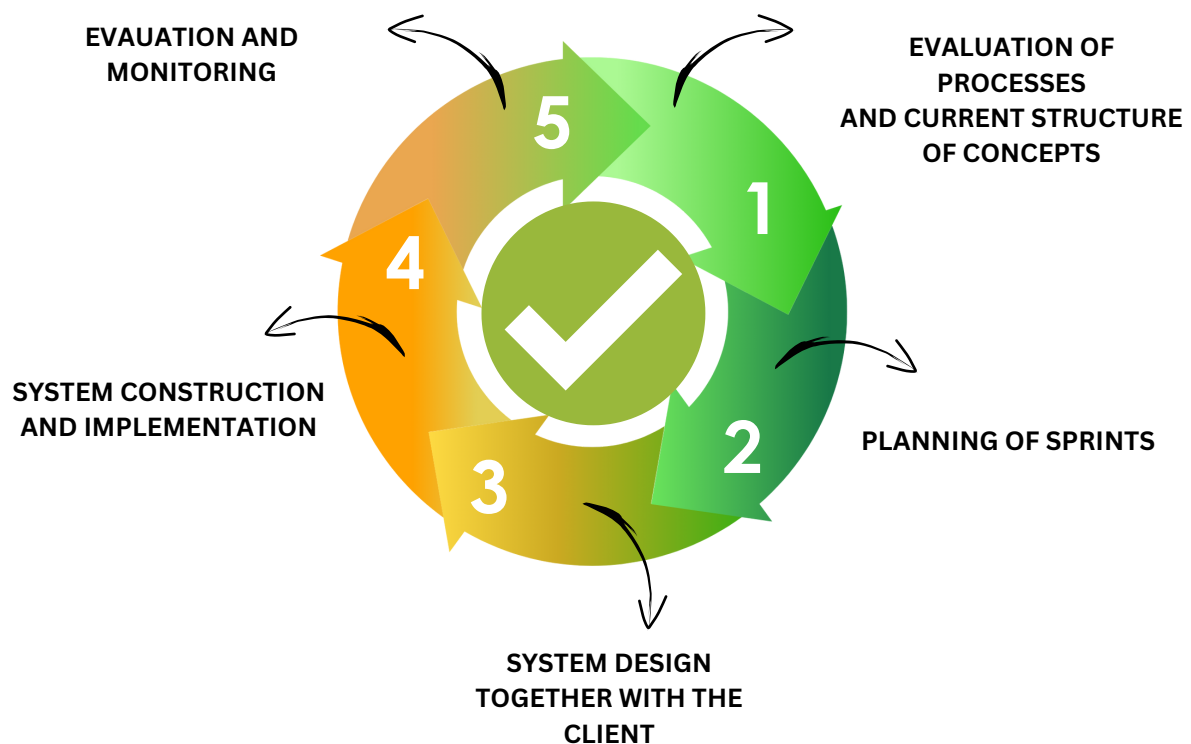 EVAUATION AND
MONITORING
5
EVALUATION OF
PROCESSES
AND CURRENT STRUCTURE
OF CONCEPTS
1
4
SYSTEM CONSTRUCTION
AND IMPLEMENTATION
2
PLANNING OF SPRINTS
3
SYSTEM DESIGN
TOGETHER WITH THE
CLIENT